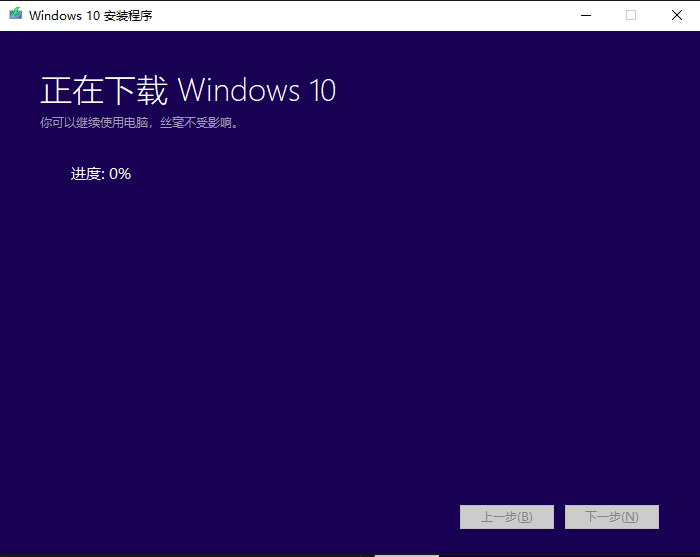 Windows 10 安装程序
正在下载 Windows 10
你可以继续使用电脑，丝毫不受影响。
进度: 0%
上一步(B)
下一步(N)